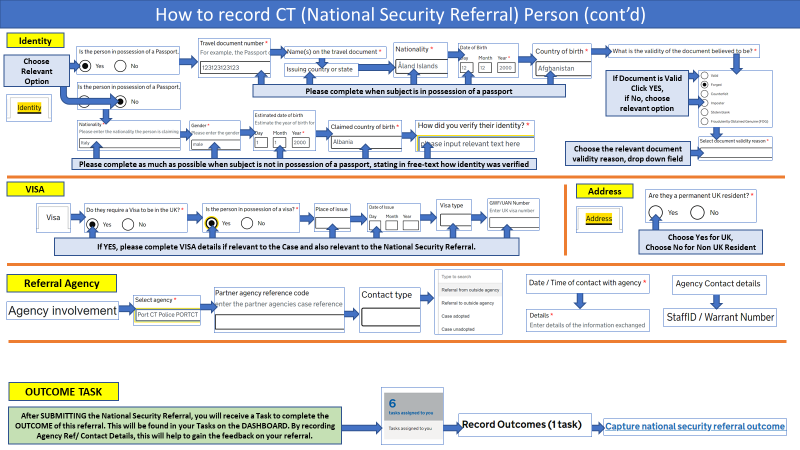 How to record CT (National Security Referral) Person (cont'd)
Identity
Choose
Relevant
Option
Identity
Is the person in possession of a Passport,
Yes
No
Travel document number *
For example, the Passport
123123123123
Name(s) on the travel document *
Issuing country or state
Nationality *
Åland Islands
Date of Birth
Day Month Year *
12 12 2000
Country of birth *
Afghanistan
What is the validity of the document believed to be? *
Please complete when subject is in possession of a passport
If Document is Valid
Click YES,
if No, choose
relevant option
Valid
Forged
Counterfeit
Imposter
Stolen blank
Fraudulently Obtained Genuine (FOG)
Is the person in possession of a Passport,
No
Nationality
Please enter the nationality the person is claiming
Italy
Gender *
Please enter the gender
male
Estimated date of birth
Estimate the year of birth for
Day Month Year *
1 1 2000
Claimed country of birth *
Albania
How did you verify their identity? *
please input relevant text here
Choose the relevant document
validity reason, drop down field
Select document validity reason *
Please complete as much as possible when subject is not in possession of a passport, stating in free-text how identity was verified
VISA
Visa
Do they require a Visa to be in the UK? *
Yes
No
Is the person in possession of a visa? *
Yes
No
Place of issue
Date of Issue
Day Month Year
Visa type
GWF/UAN Number
Enter UK visa number
If YES, please complete VISA details if relevant to the Case and also relevant to the National Security Referral.
Address
Address
Are they a permanent UK resident? *
Yes
No
Choose Yes for UK,
Choose No for Non UK Resident
Referral Agency
Agency involvement
Select agency *
Port CT Police PORTCT
Partner agency reference code
enter the partner agencies case reference
Contact type
Type to search
Referral from outside agency
Referral to outside agency
Case adopted
Case unadopted
Date / Time of contact with agency *
Details *
Enter details of the information exchanged
Agency Contact details
StaffID / Warrant Number
OUTCOME TASK
After SUBMITTING the National Security Referral, you will receive a Task to complete the
OUTCOME of this referral. This will be found in your Tasks on the DASHBOARD. By recording
Agency Ref/ Contact Details, this will help to gain the feedback on your referral.
6
Tasks assigned to you
Tasks assigned to you
Record Outcomes (1 task)
Capture national security referral outcome